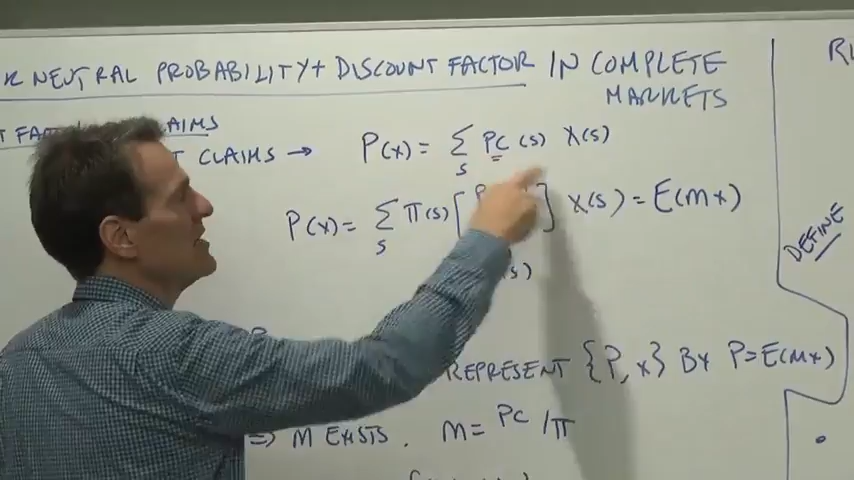 NEUTRAL PROBABILITY + DISCOUNT FACTOR IN COMPLETE
MARKETS
CLAIMS → P(x) = Σ PC (s) X(s)
s
P(x) = Σ π(s) [ ] x(s) = E(mx)
s
(s)
REPRESENT {P, x} BY P=E(mx)
⇒ M EXISTS. m = PC /π
DEFINE